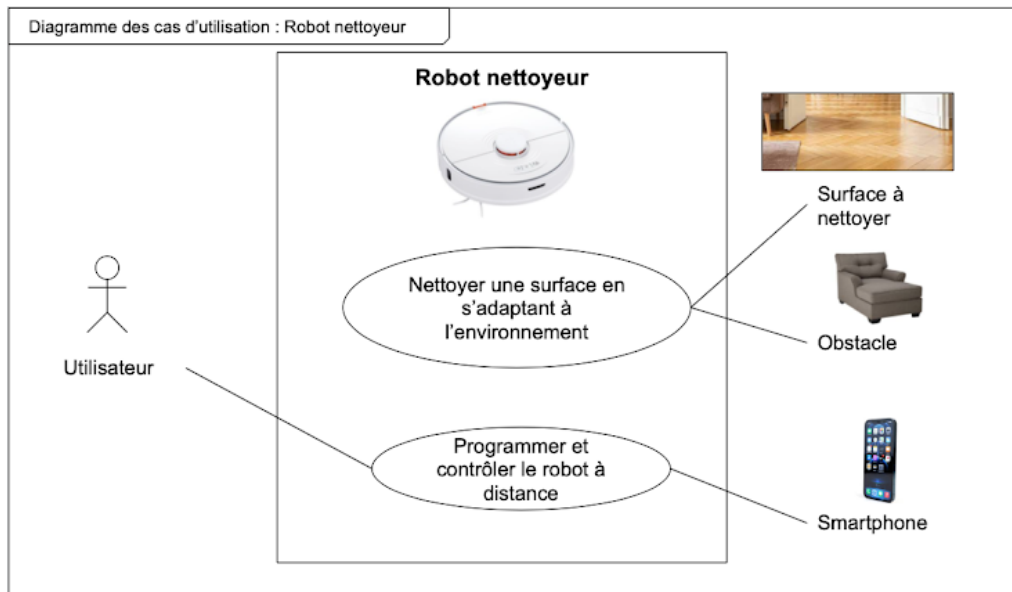 Diagramme des cas d'utilisation : Robot nettoyeur
Robot nettoyeur
Surface à
nettoyer
Nettoyer une surface en
s'adaptant à
l'environnement
Obstacle
Utilisateur
Programmer et
contrôler le robot à
distance
Smartphone